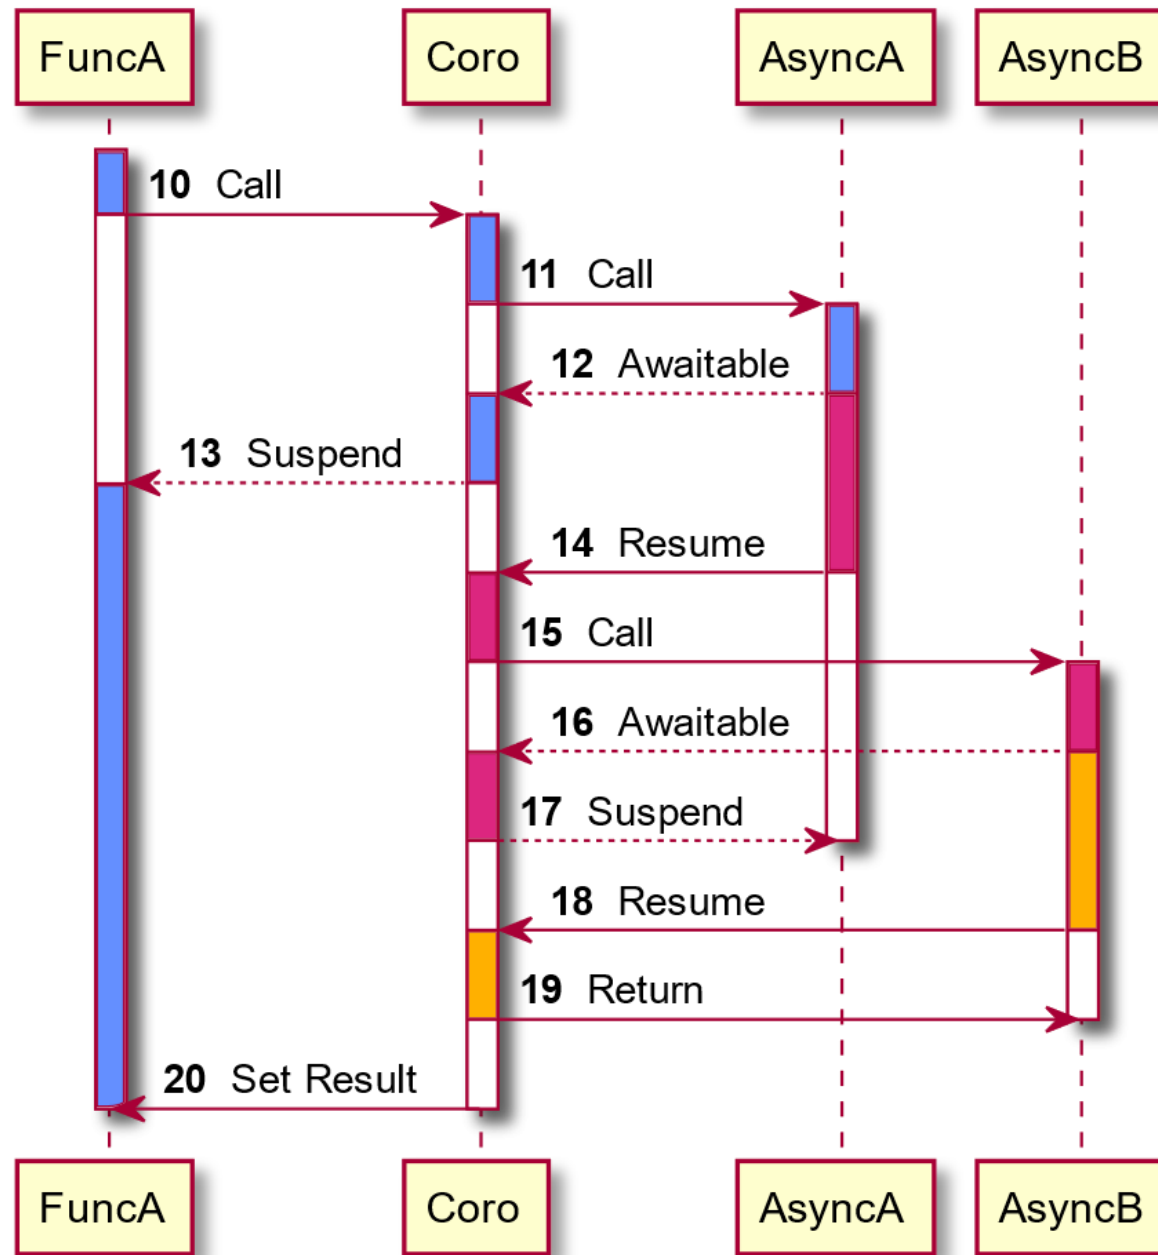 FuncA Coro AsyncA AsyncB
10 Call
11 Call
12 Awaitable
13 Suspend
14 Resume
15 Call
16 Awaitable
17 Suspend
18 Resume
19 Return
20 Set Result
FuncA Coro AsyncA AsyncB